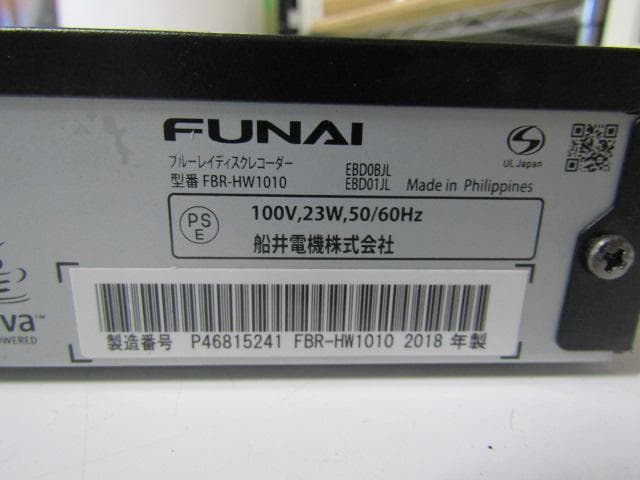 FUNAI
ブルーレイディスクレコーダー
型番 FBR-HW1010
EBD0BJL
EBD01JL
Made in Philippines
UL Japan
PS
E
100V,23W,50/60Hz
船井電機株式会社
製造番号 P46815241 FBR-HW1010 2018 年製